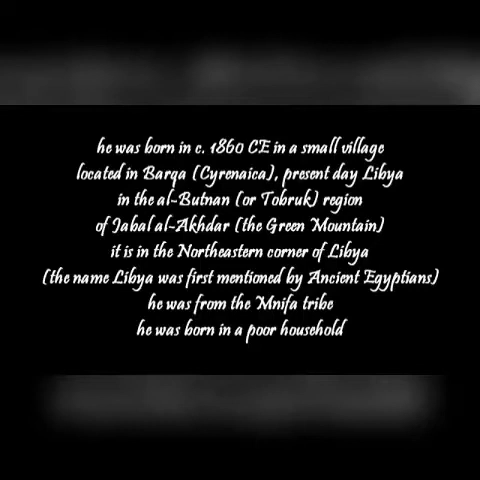 he was born in c. 1860 CE in a small village
located in Barqa (Cyrenaica), present day Libya
in the al-Butnan (or Tobruk) region
of Jabal al-Akhdar (the Green Mountain)
it is in the Northeastern corner of Libya
(the name Libya was first mentioned by Ancient Egyptians)
he was from the Mnifa tribe
he was born in a poor household